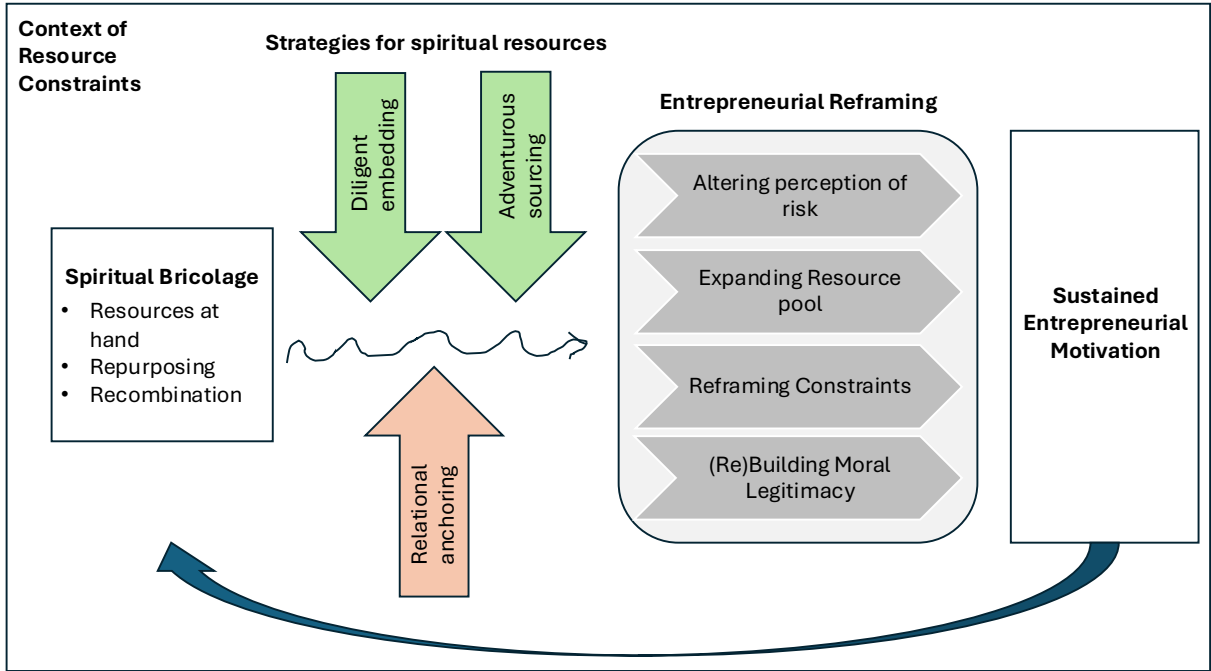 Context of
Resource
Constraints
Strategies for spiritual resources
Diligent
embedding
Adventurous
sourcing
Entrepreneurial Reframing
Altering perception of
risk
Expanding Resource
pool
Reframing Constraints
(Re)Building Moral
Legitimacy
Spiritual Bricolage
• Resources at
hand
• Repurposing
• Recombination
Relational
anchoring
Sustained
Entrepreneurial
Motivation